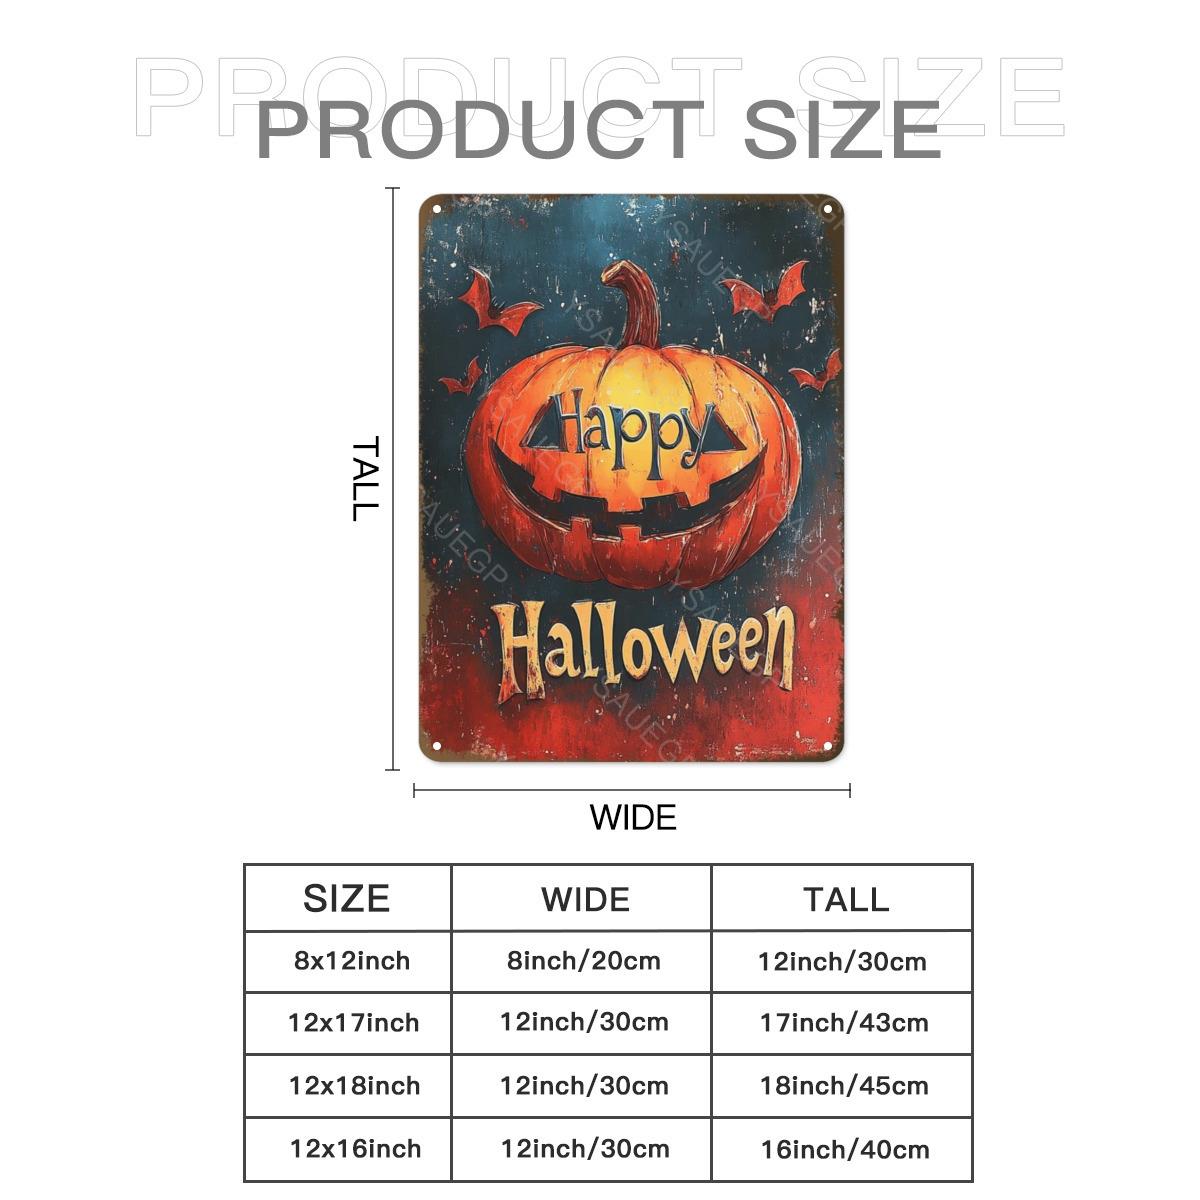 PRODUCT SIZE
PRODUCT SIZE
TALL
Happy
Halloween
WIDE
SIZE WIDE TALL
8x12inch 8inch/20cm 12inch/30cm
12x17inch 12inch/30cm 17inch/43cm
12x18inch 12inch/30cm 18inch/45cm
12x16inch 12inch/30cm 16inch/40cm